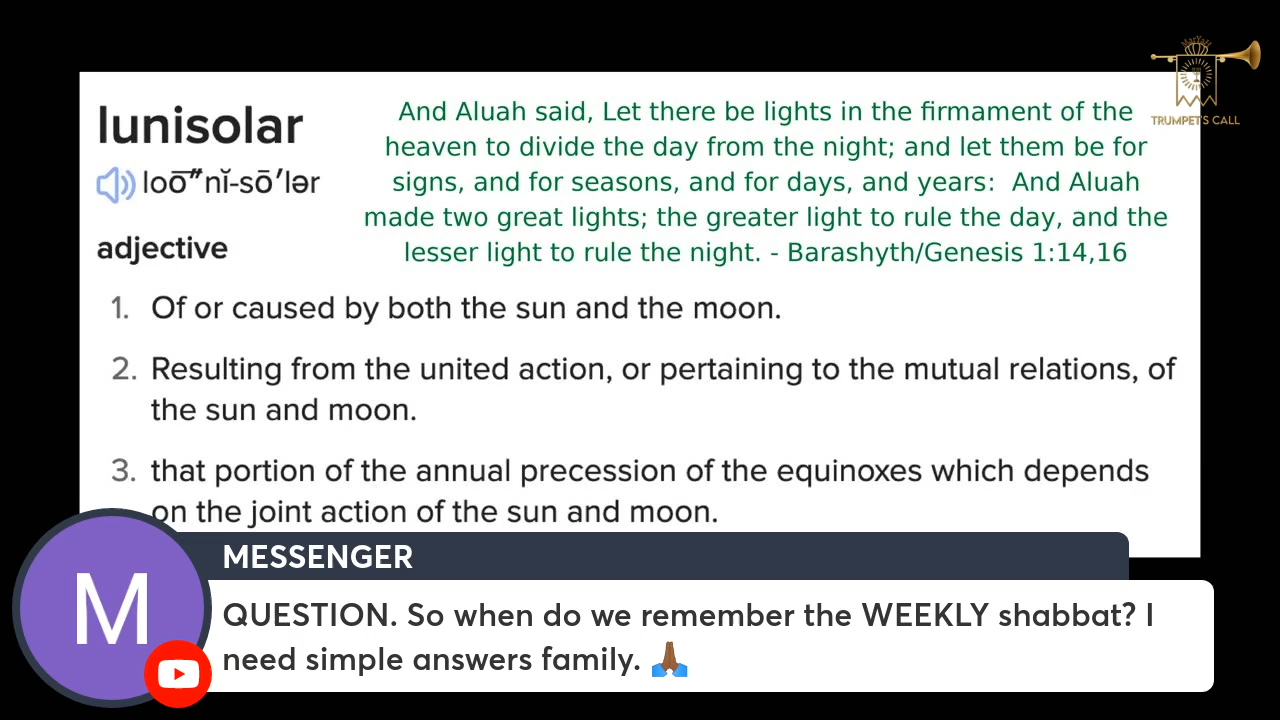 lunisolar
lo͞o″nĭ-sō′lər
adjective
And Aluah said, Let there be lights in the firmament of the
heaven to divide the day from the night; and let them be for
signs, and for seasons, and for days, and years:  And Aluah
made two great lights; the greater light to rule the day, and the
lesser light to rule the night. - Barashyth/Genesis 1:14,16
TRUMPET'S CALL
1. Of or caused by both the sun and the moon.
2. Resulting from the united action, or pertaining to the mutual relations, of
the sun and moon.
3. that portion of the annual precession of the equinoxes which depends
on the joint action of the sun and moon.
M
MESSENGER
QUESTION. So when do we remember the WEEKLY shabbat? I
need simple answers family. 🙏🏾